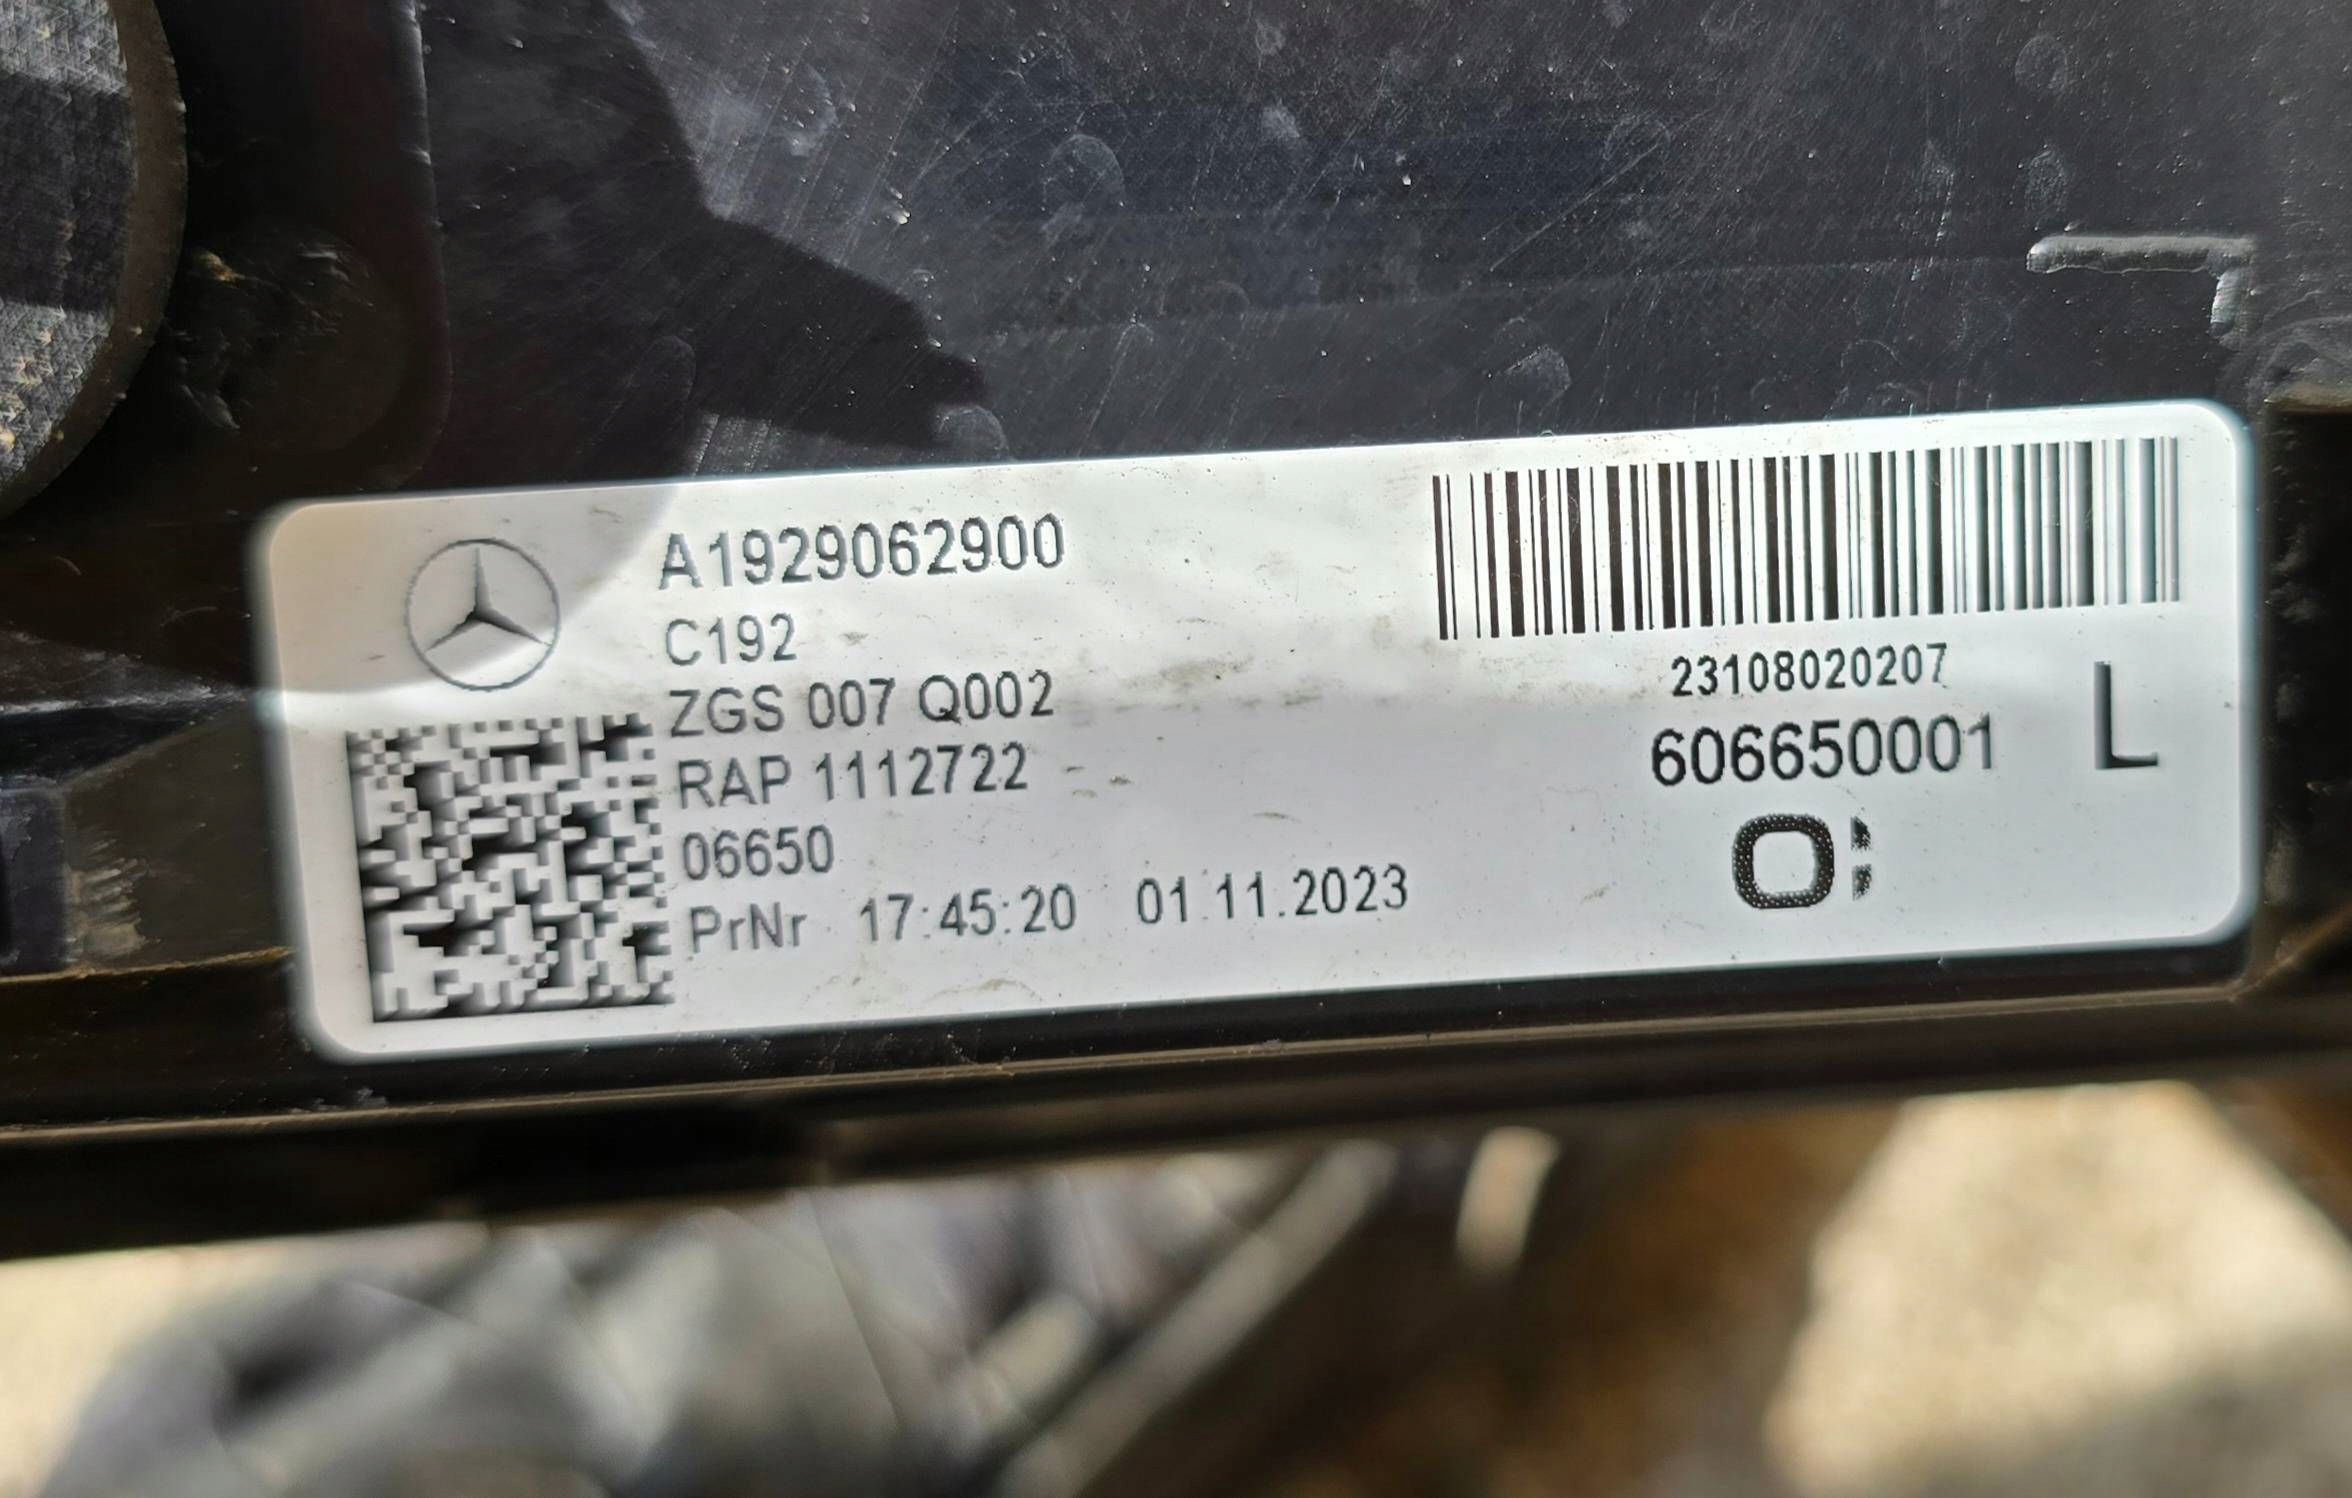 A1929062900
C192
ZGS 007 Q002
RAP 1112722
06650
PrNr 17:45:20 01.11.2023
23108020207
606650001
L